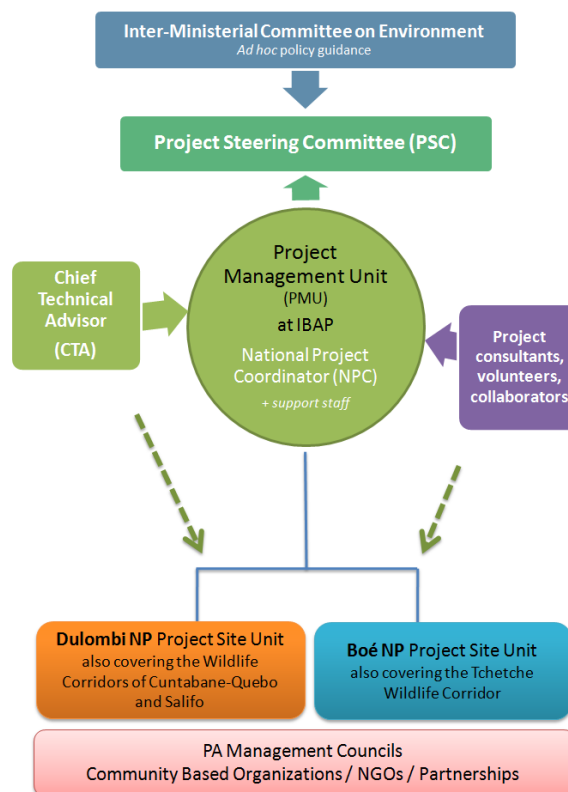 Inter-Ministerial Committee on Environment
Ad hoc policy guidance
Project Steering Committee (PSC)
Project
Management Unit
(PMU)
at IBAP
National Project
Coordinator (NPC)
+ support staff
Chief
Technical
Advisor
(CTA)
Project
consultants,
volunteers,
collaborators
Dulombi NP Project Site Unit
also covering the Wildlife
Corridors of Cuntabane-Quebo
and Salifo
Boé NP Project Site Unit
also covering the Tchetche
Wildlife Corridor
PA Management Councils
Community Based Organizations / NGOs / Partnerships